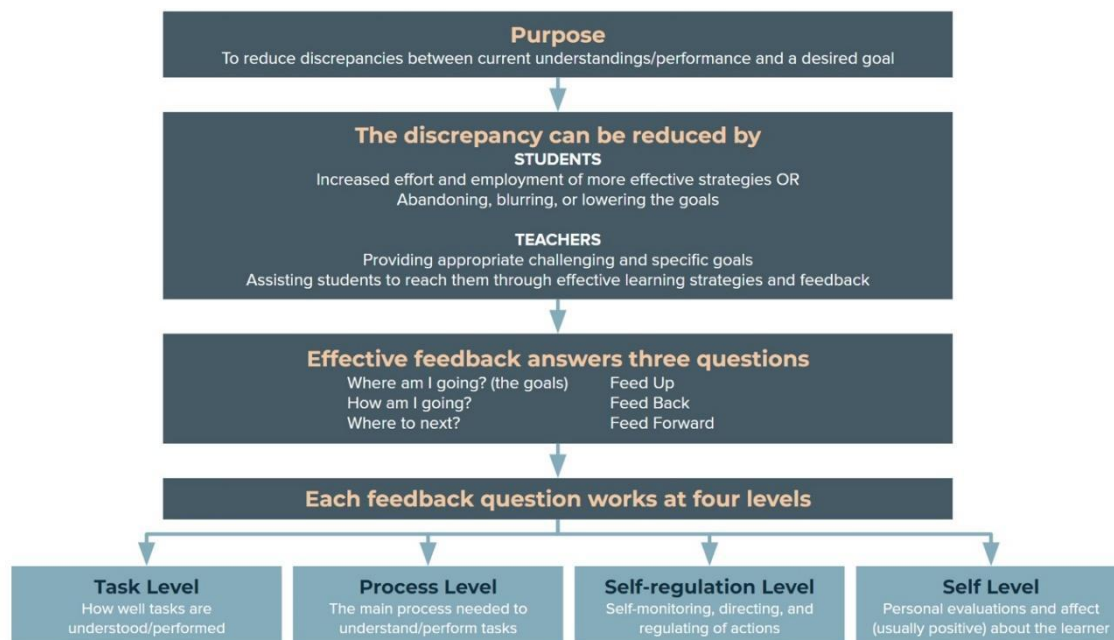 Purpose
To reduce discrepancies between current understandings/performance and a desired goal
The discrepancy can be reduced by
STUDENTS
Increased effort and employment of more effective strategies OR
Abandoning, blurring, or lowering the goals
TEACHERS
Providing appropriate challenging and specific goals
Assisting students to reach them through effective learning strategies and feedback
Effective feedback answers three questions
Where am I going? (the goals) Feed Up
How am I going? Feed Back
Where to next? Feed Forward
Each feedback question works at four levels
Task Level
How well tasks are
understood/performed
Process Level
The main process needed to
understand/perform tasks
Self-regulation Level
Self-monitoring, directing, and
regulating of actions
Self Level
Personal evaluations and affect
(usually positive) about the learner